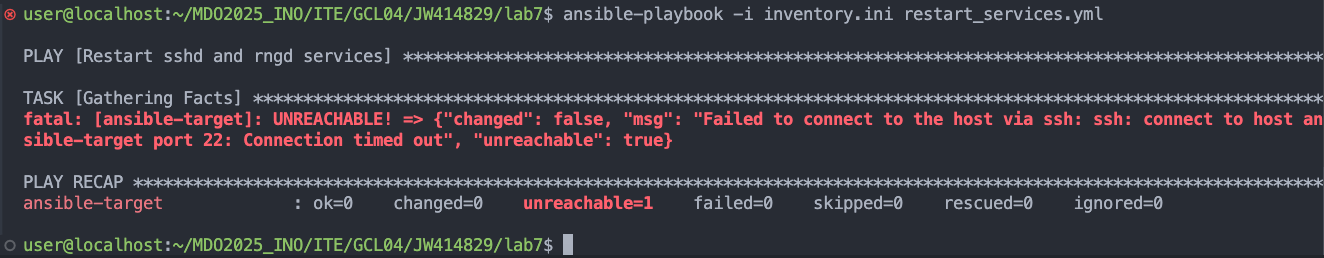 user@localhost:~/MDO2025_INO/ITE/GCL04/JW414829/lab7$ ansible-playbook -i inventory.ini restart_services.yml
PLAY [Restart sshd and rngd services] ******************************************************************************************
TASK [Gathering Facts] *********************************************************************************************************
fatal: [ansible-target]: UNREACHABLE! => {"changed": false, "msg": "Failed to connect to the host via ssh: ssh: connect to host an
sible-target port 22: Connection timed out", "unreachable": true}
PLAY RECAP *********************************************************************************************************************
ansible-target : ok=0 changed=0 unreachable=1 failed=0 skipped=0 rescued=0 ignored=0
user@localhost:~/MDO2025_INO/ITE/GCL04/JW414829/lab7$